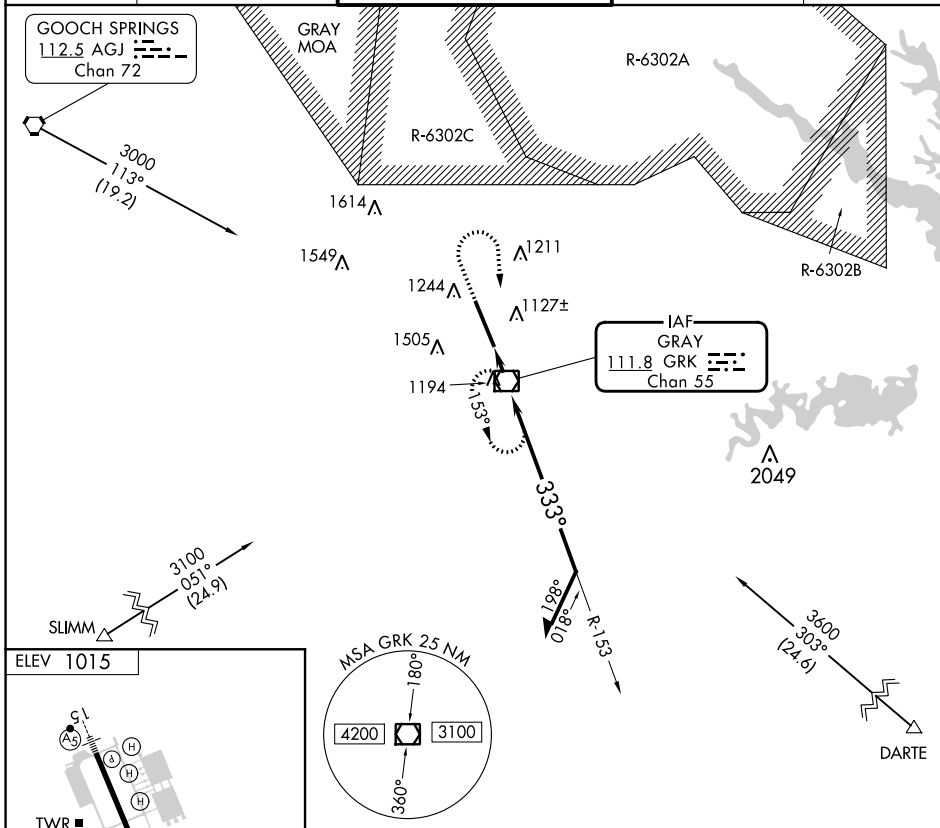 GOOCH SPRINGS
112.5 AGJ
Chan 72
GRAY
MOA
R-6302A
R-6302C
R-6302B
3000
113°
(19.2)
1614
1549
1211
1244
1127±
1505
1194
153°
IAF
GRAY
111.8 GRK
Chan 55
2049
333°
198°
018°
R-153
3100
051°
(24.9)
SLIMM
3600
303°
(24.6)
DARTE
MSA GRK 25 NM
180°
4200
3100
360°
ELEV 1015
15
A5
P
H
H
H
TWR